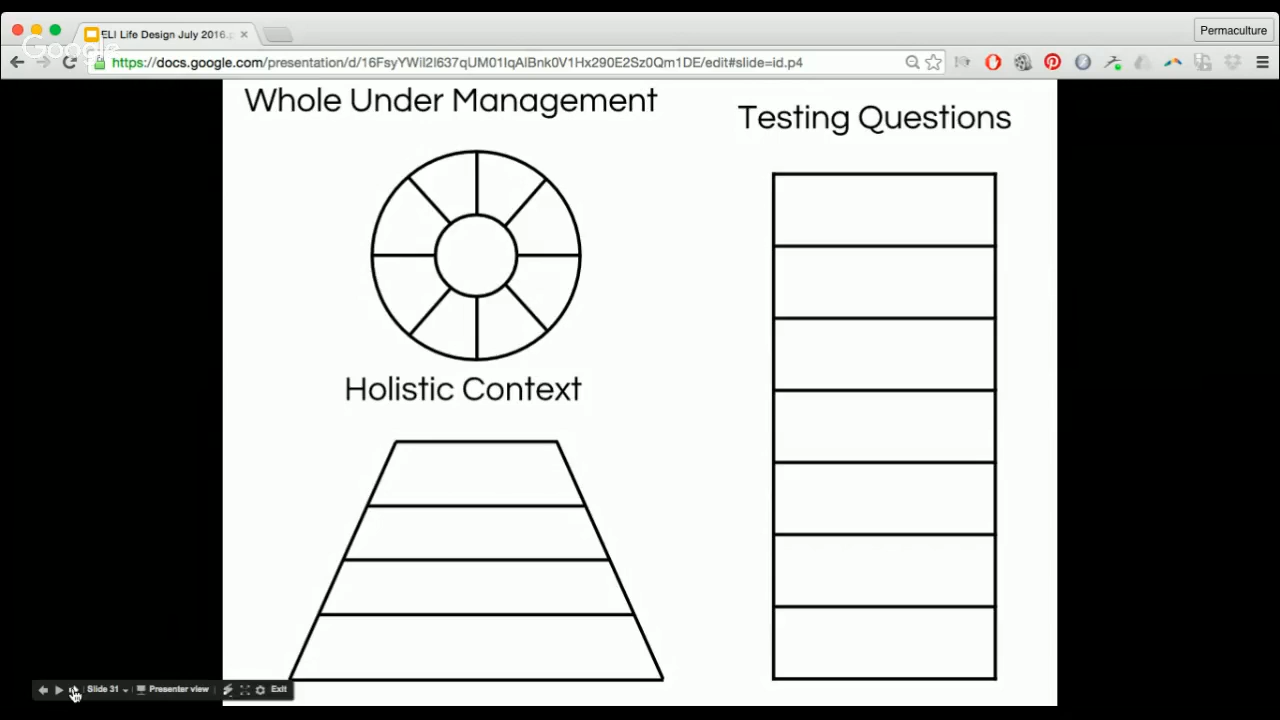 ELI Life Design July 2016.p
Permaculture
Google
https://docs.google.com/presentation/d/16FsyYWil2l637qUM01IqAlBnk0V1Hx290E2Sz0Qm1DE/edit#slide=id.p4
Whole Under Management
Testing Questions
Holistic Context
Slide 31
Presenter view
Exit